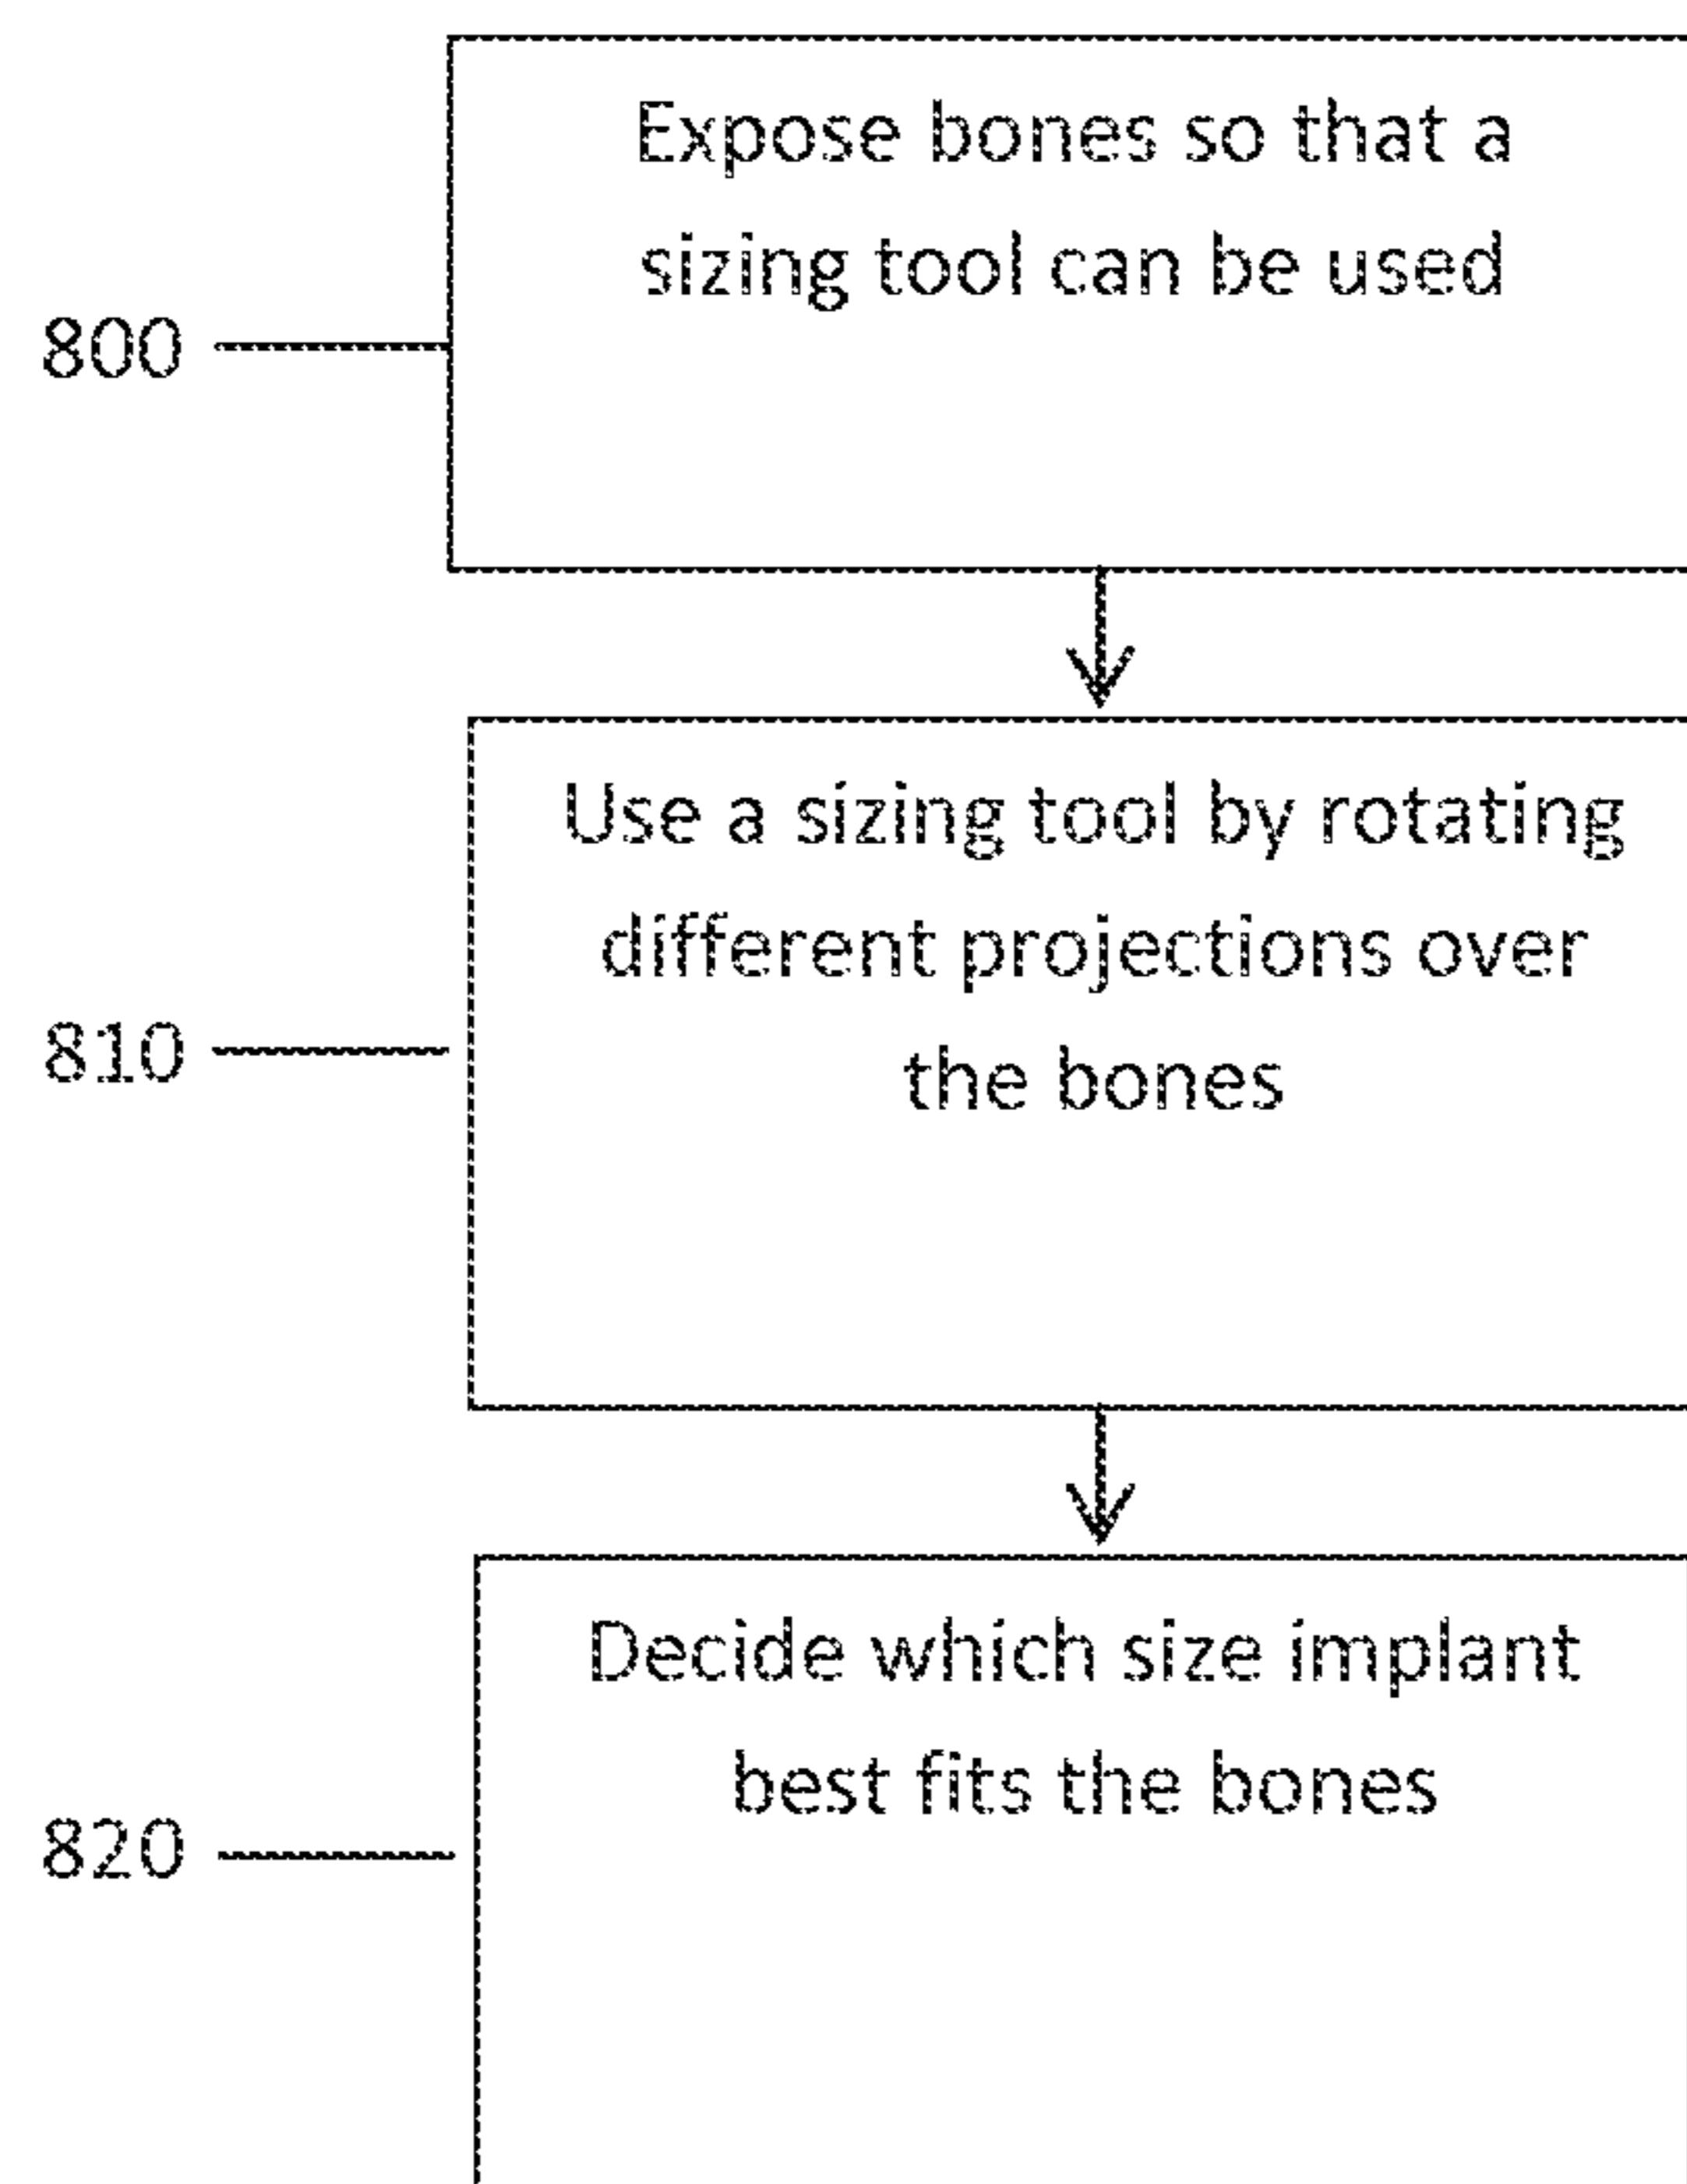 Expose bones so that a
sizing tool can be used
800
Use a sizing tool by rotating
different projections over
the bones
810
Decide which size implant
best fits the bones
820